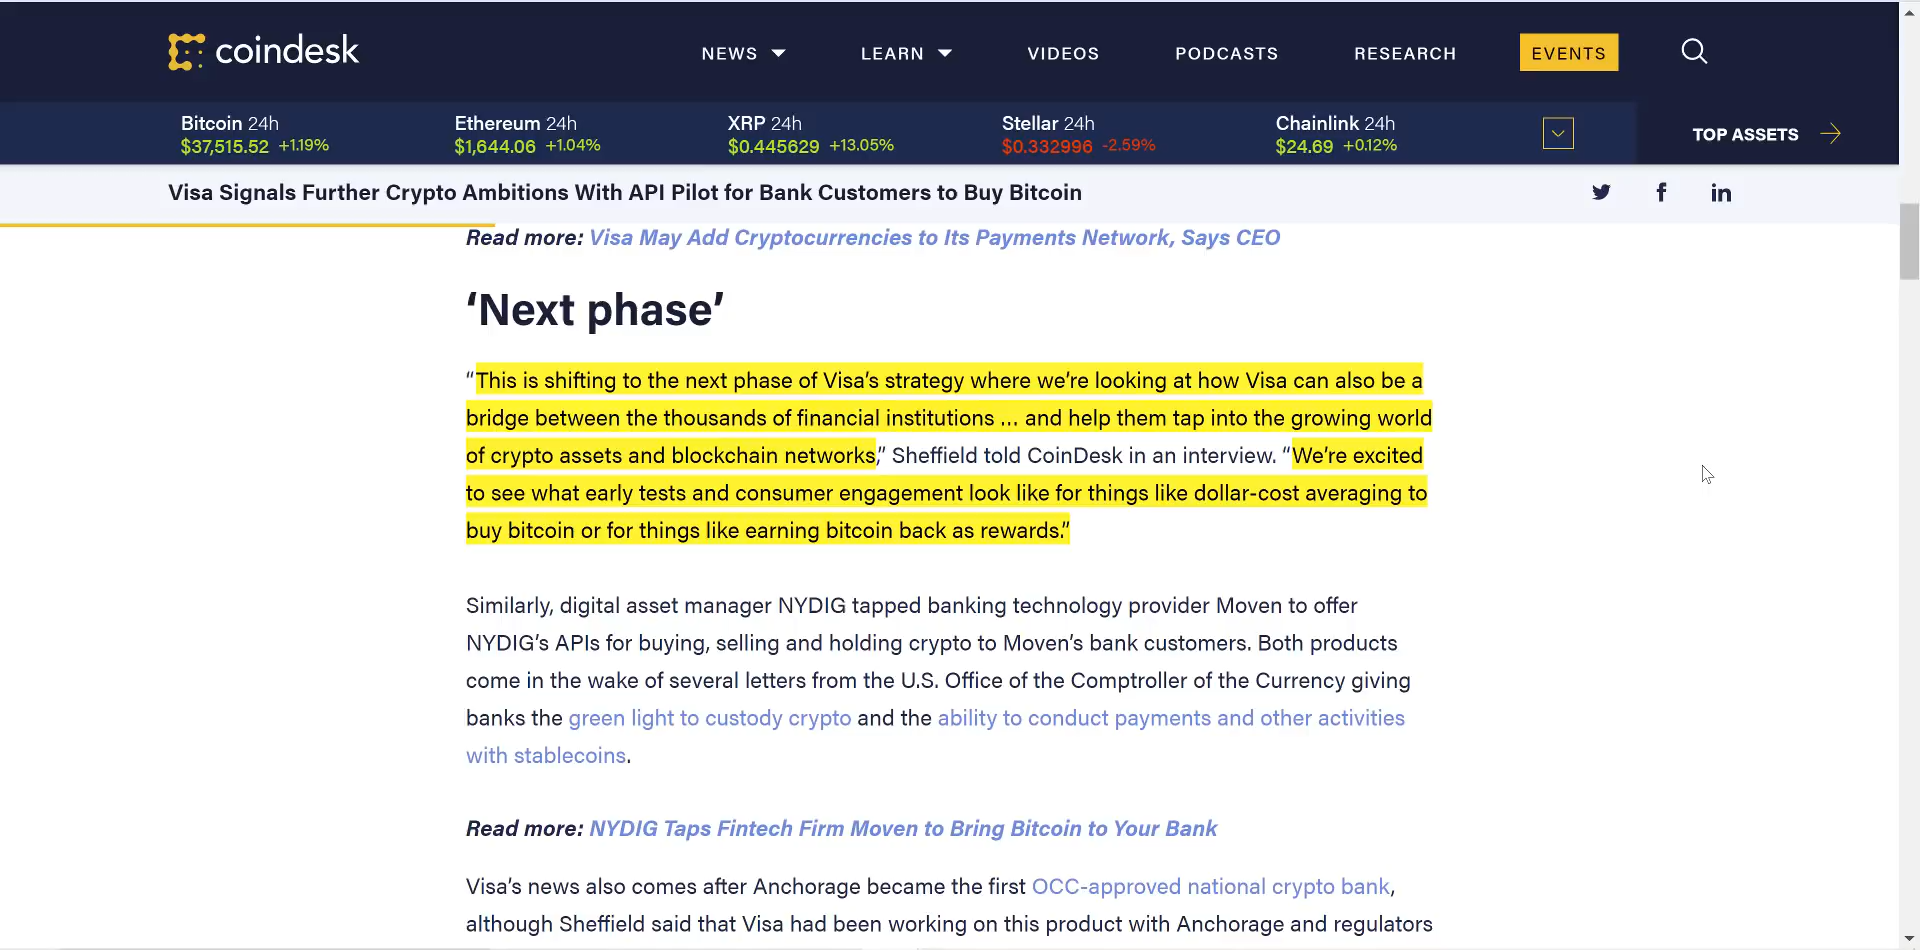 coindesk
NEWS LEARN VIDEOS PODCASTS RESEARCH EVENTS
Bitcoin 24h Ethereum 24h XRP 24h Stellar 24h Chainlink 24h
$37,515.52 +1.19% $1,644.06 +1.04% $0.445629 +13.05% $0.332996 -2.59% $24.69 +0.12%
TOP ASSETS
Visa Signals Further Crypto Ambitions With API Pilot for Bank Customers to Buy Bitcoin
Read more: Visa May Add Cryptocurrencies to Its Payments Network, Says CEO
‘Next phase’
“This is shifting to the next phase of Visa’s strategy where we’re looking at how Visa can also be a
bridge between the thousands of financial institutions … and help them tap into the growing world
of crypto assets and blockchain networks,” Sheffield told CoinDesk in an interview. “We’re excited
to see what early tests and consumer engagement look like for things like dollar-cost averaging to
buy bitcoin or for things like earning bitcoin back as rewards.”
Similarly, digital asset manager NYDIG tapped banking technology provider Moven to offer
NYDIG’s APIs for buying, selling and holding crypto to Moven’s bank customers. Both products
come in the wake of several letters from the U.S. Office of the Comptroller of the Currency giving
banks the green light to custody crypto and the ability to conduct payments and other activities
with stablecoins.
Read more: NYDIG Taps Fintech Firm Moven to Bring Bitcoin to Your Bank
Visa’s news also comes after Anchorage became the first OCC-approved national crypto bank,
although Sheffield said that Visa had been working on this product with Anchorage and regulators